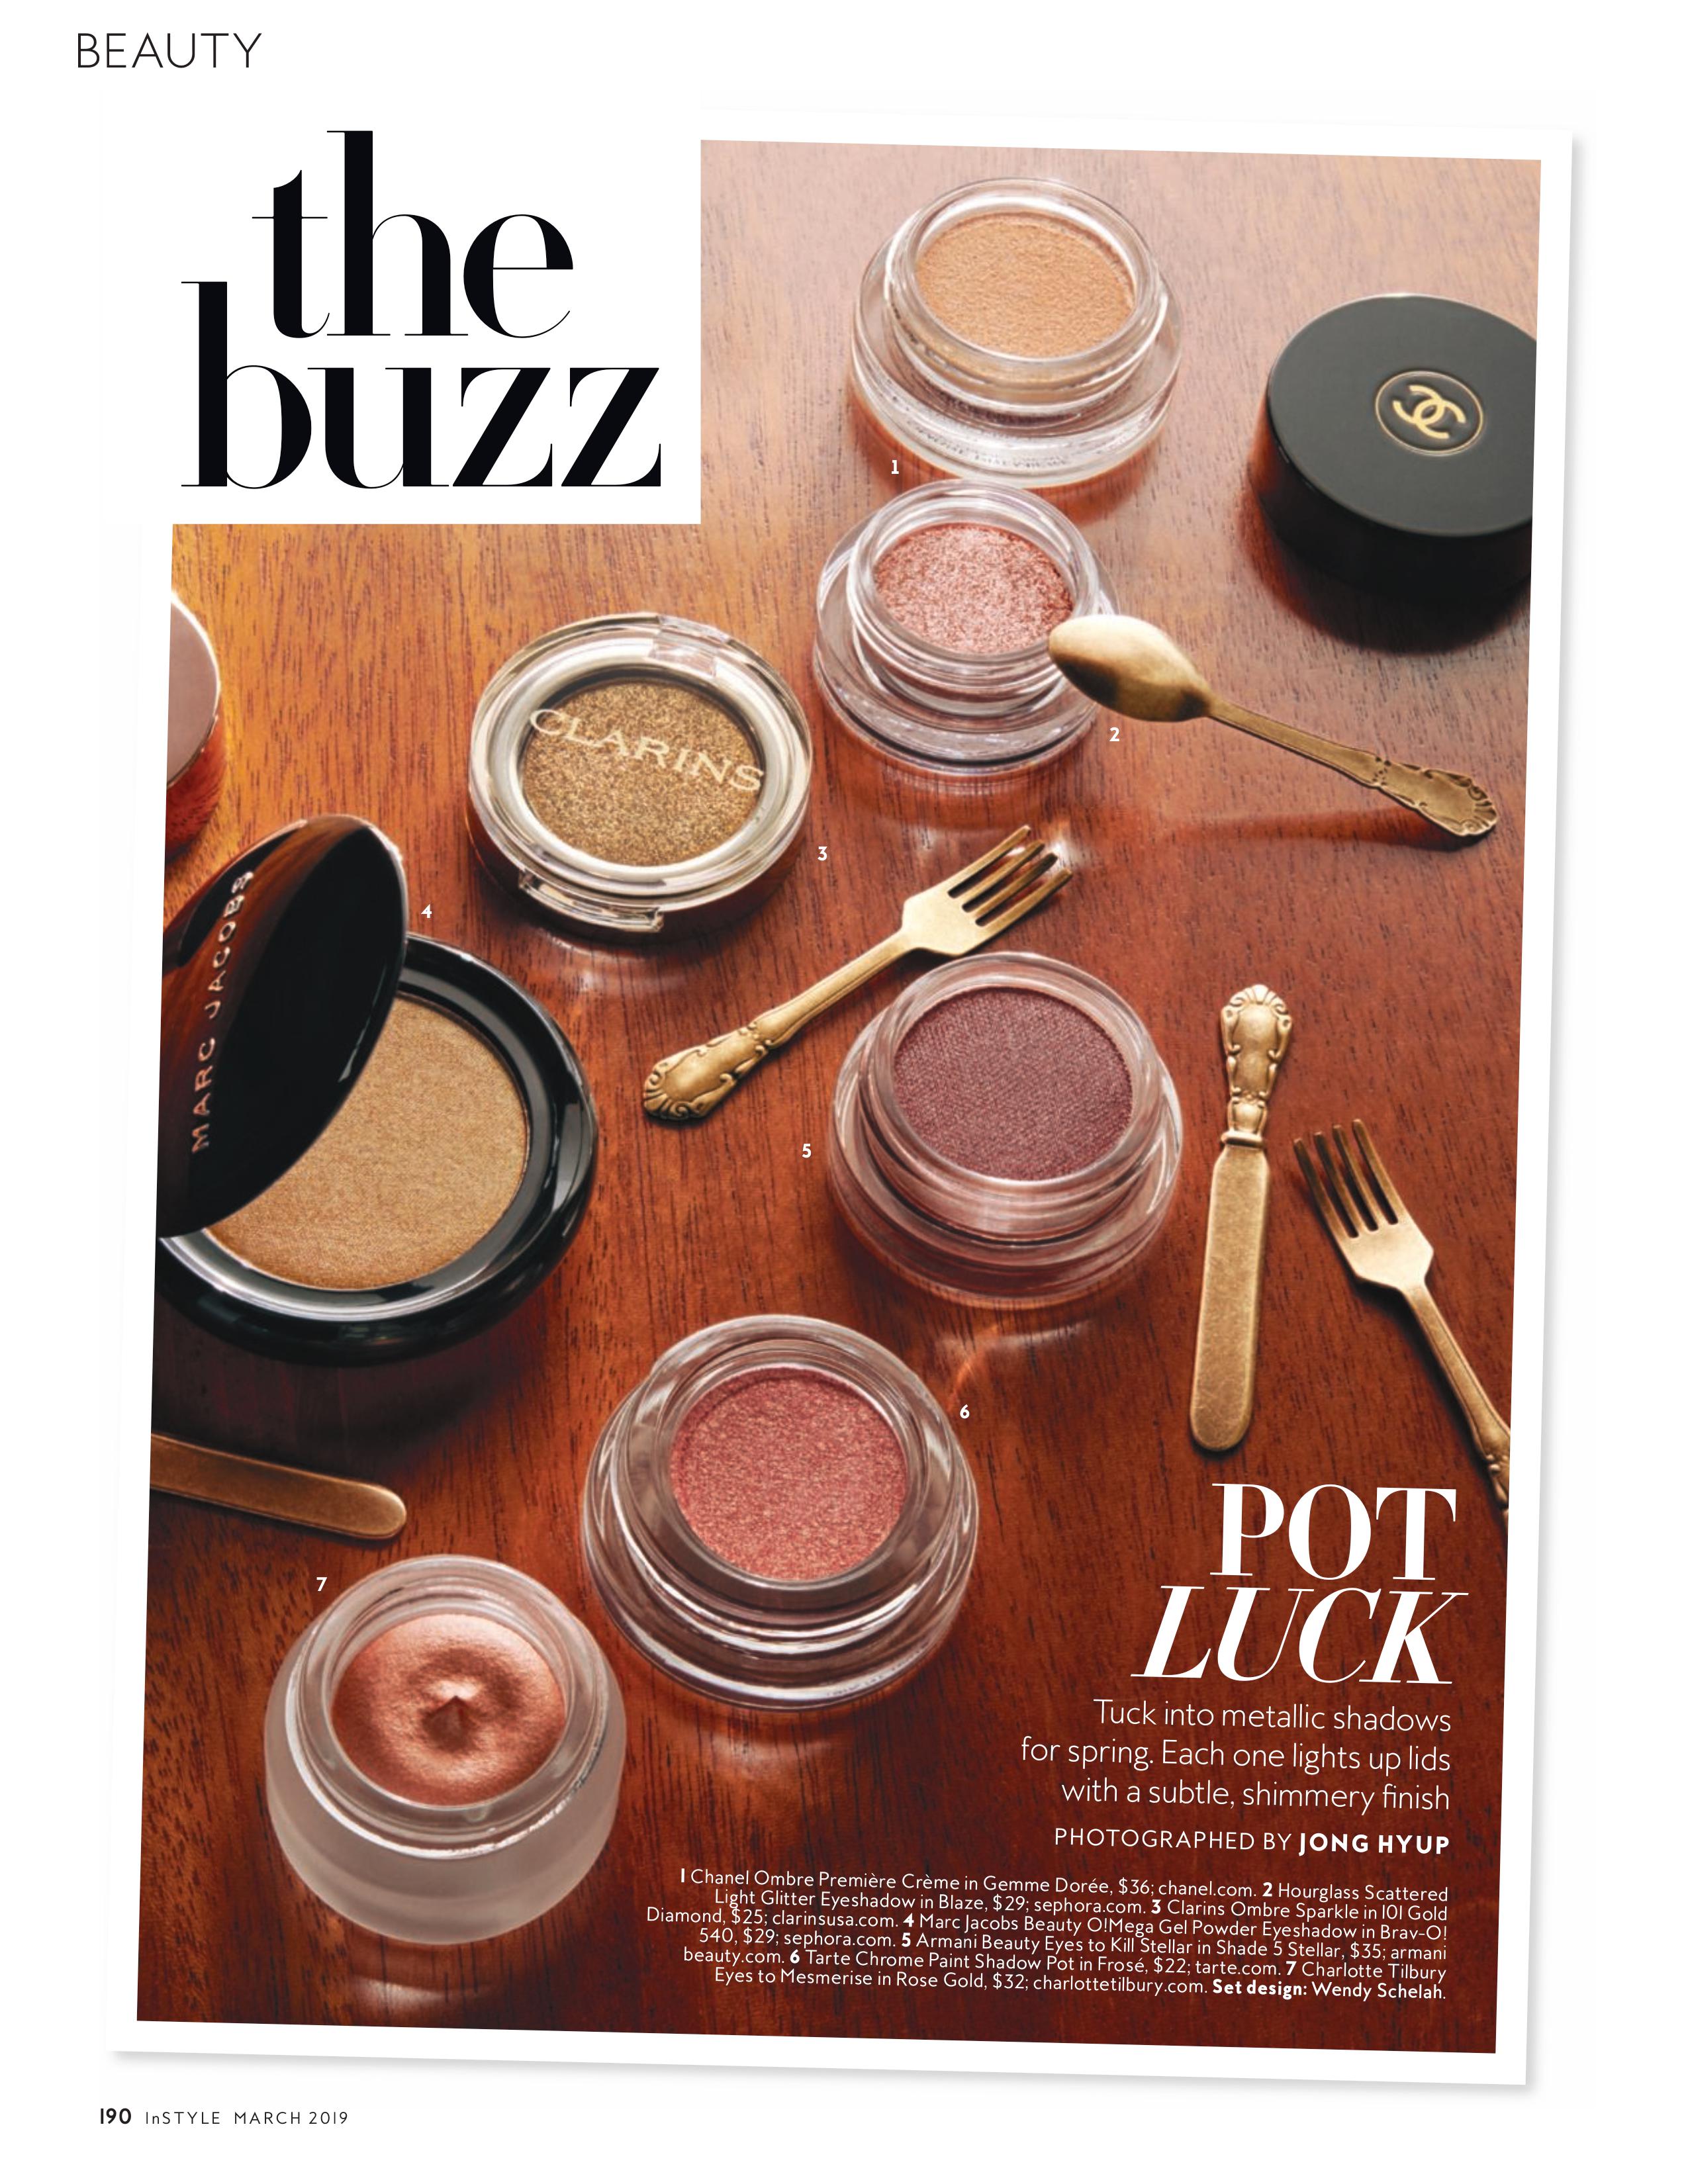 BEAUTY
the
buzz
1
2
CLARINS
3
4
MARC JACOBS
5
6
7
POT
LUCK
Tuck into metallic shadows
for spring. Each one lights up lids
with a subtle, shimmery finish
PHOTOGRAPHED BY JONG HYUP
1 Chanel Ombre Première Crème in Gemme Dorée, $36; chanel.com. 2 Hourglass Scattered
Light Glitter Eyeshadow in Blaze, $29; sephora.com. 3 Clarins Ombre Sparkle in 101 Gold
Diamond, $25; clarinsusa.com. 4 Marc Jacobs Beauty O!Mega Gel Powder Eyeshadow in Brav-O!
540, $29; sephora.com. 5 Armani Beauty Eyes to Kill Stellar in Shade 5 Stellar, $35; armani
beauty.com. 6 Tarte Chrome Paint Shadow Pot in Frosé, $22; tarte.com. 7 Charlotte Tilbury
Eyes to Mesmerise in Rose Gold, $32; charlottetilbury.com. Set design: Wendy Schelah.
190 InSTYLE MARCH 2019